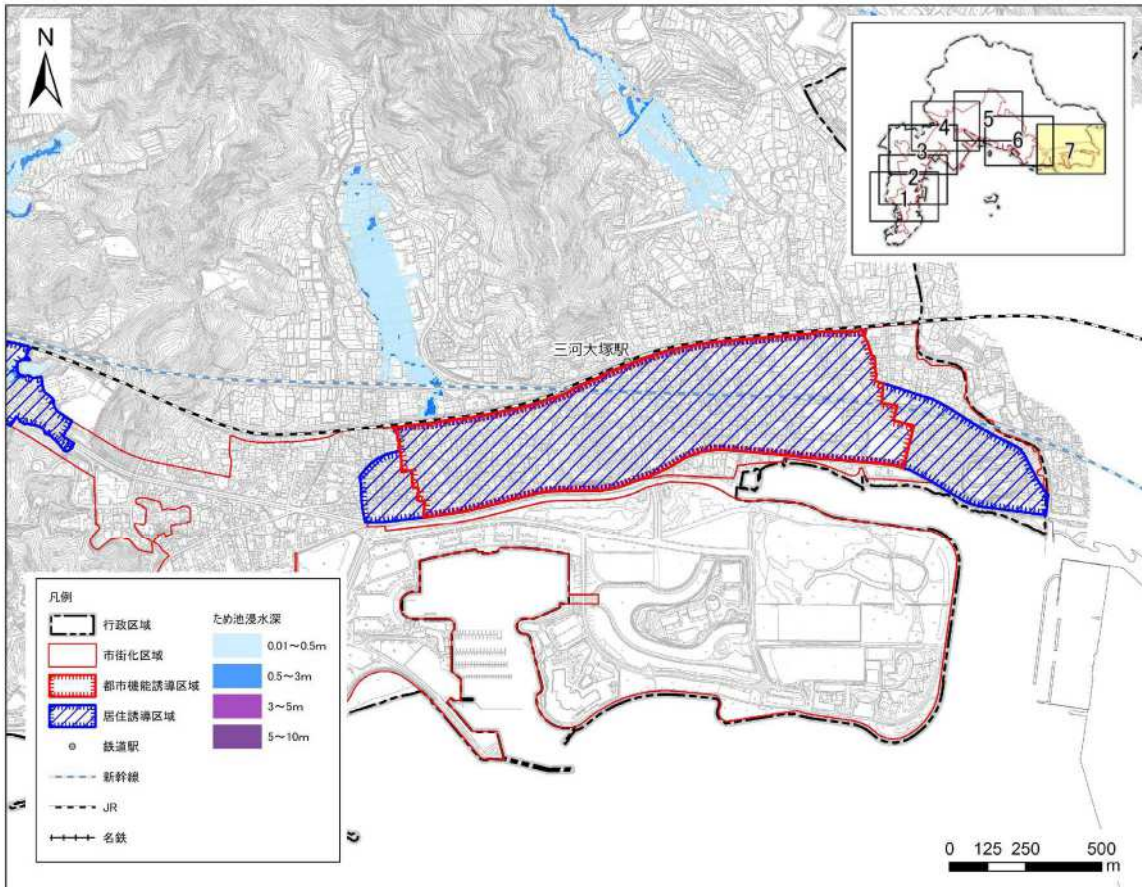 N
5
4
6
7
3
2
1
三河大塚駅
凡例
行政区域
市街化区域
都市機能誘導区域
居住誘導区域
鉄道駅
新幹線
JR
名鉄
ため池浸水深
0.01～0.5m
0.5～3m
3～5m
5～10m
0 125 250 500
m